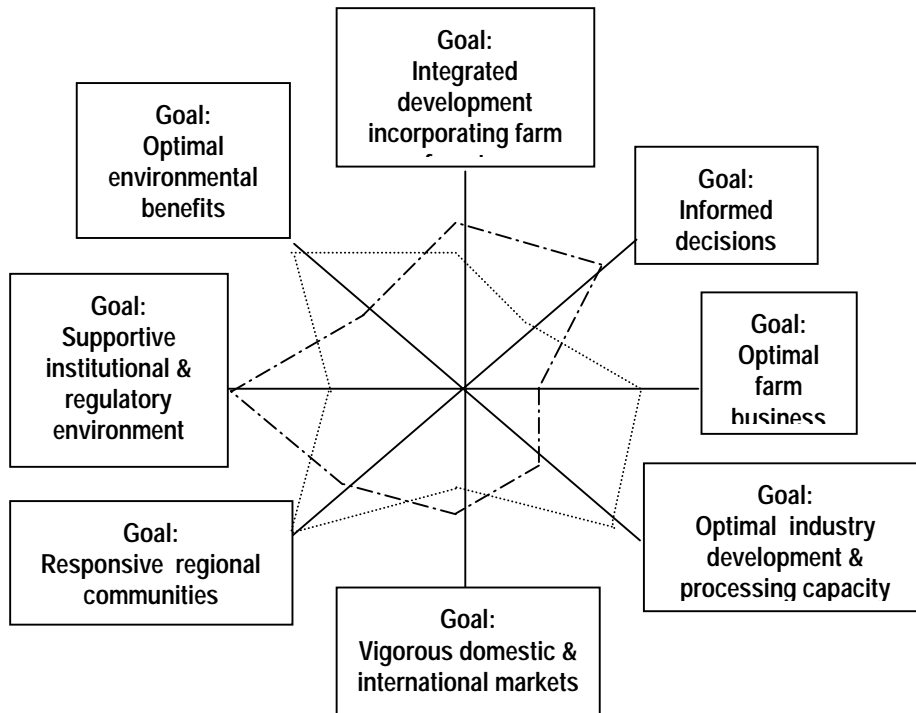 Goal:
Integrated
development
incorporating farm
Goal:
Optimal
environmental
benefits
Goal:
Informed
decisions
Goal:
Supportive
institutional &
regulatory
environment
Goal:
Optimal
farm
business
Goal:
Responsive regional
communities
Goal:
Optimal industry
development &
processing capacity
Goal:
Vigorous domestic &
international markets